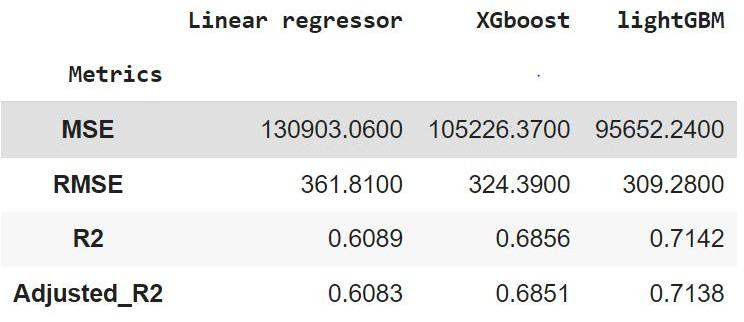 Linear regressor XGboost lightGBM
Metrics
MSE 130903.0600 105226.3700 95652.2400
RMSE 361.8100 324.3900 309.2800
R2 0.6089 0.6856 0.7142
Adjusted_R2 0.6083 0.6851 0.7138